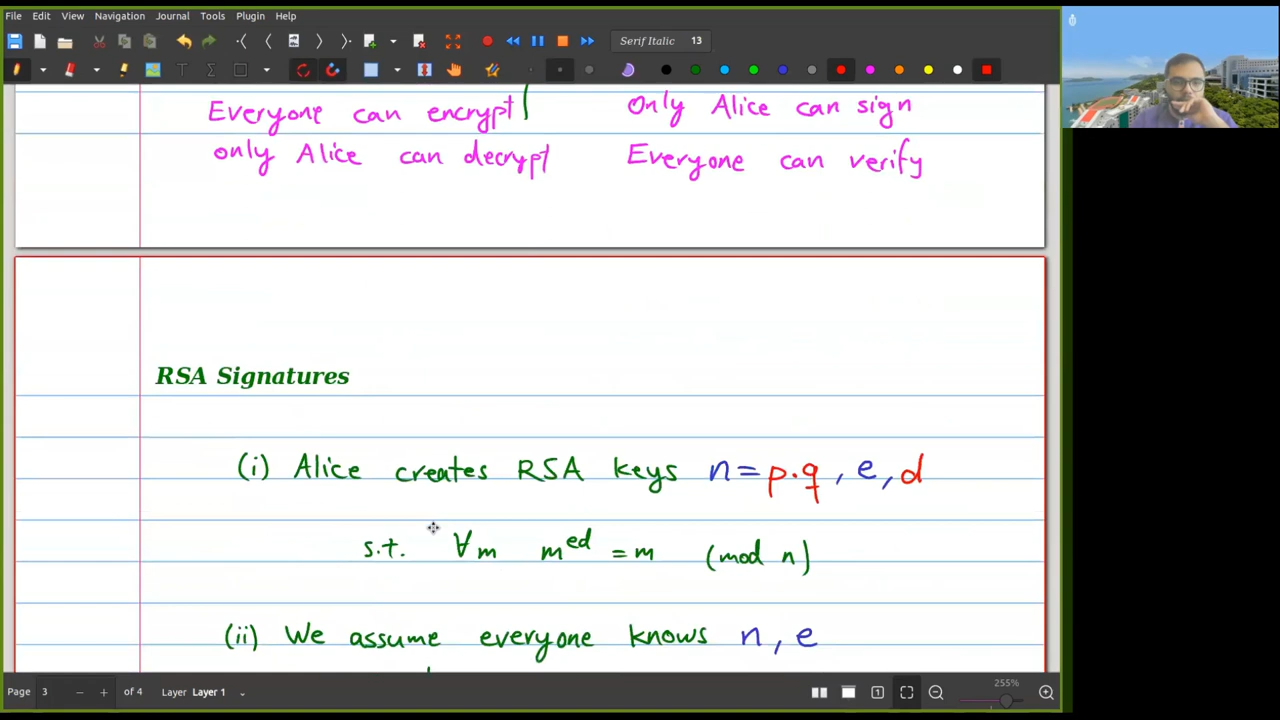 File Edit View Navigation Journal Tools Plugin Help
Serif Italic 13
Everyone can encrypt Only Alice can sign
only Alice can decrypt Everyone can verify
RSA Signatures
(i) Alice creates RSA keys n=p.q, e, d
s.t. ∀m m^ed = m (mod n)
(ii) We assume everyone knows n, e
Page 3 of 4 Layer Layer 1 255%